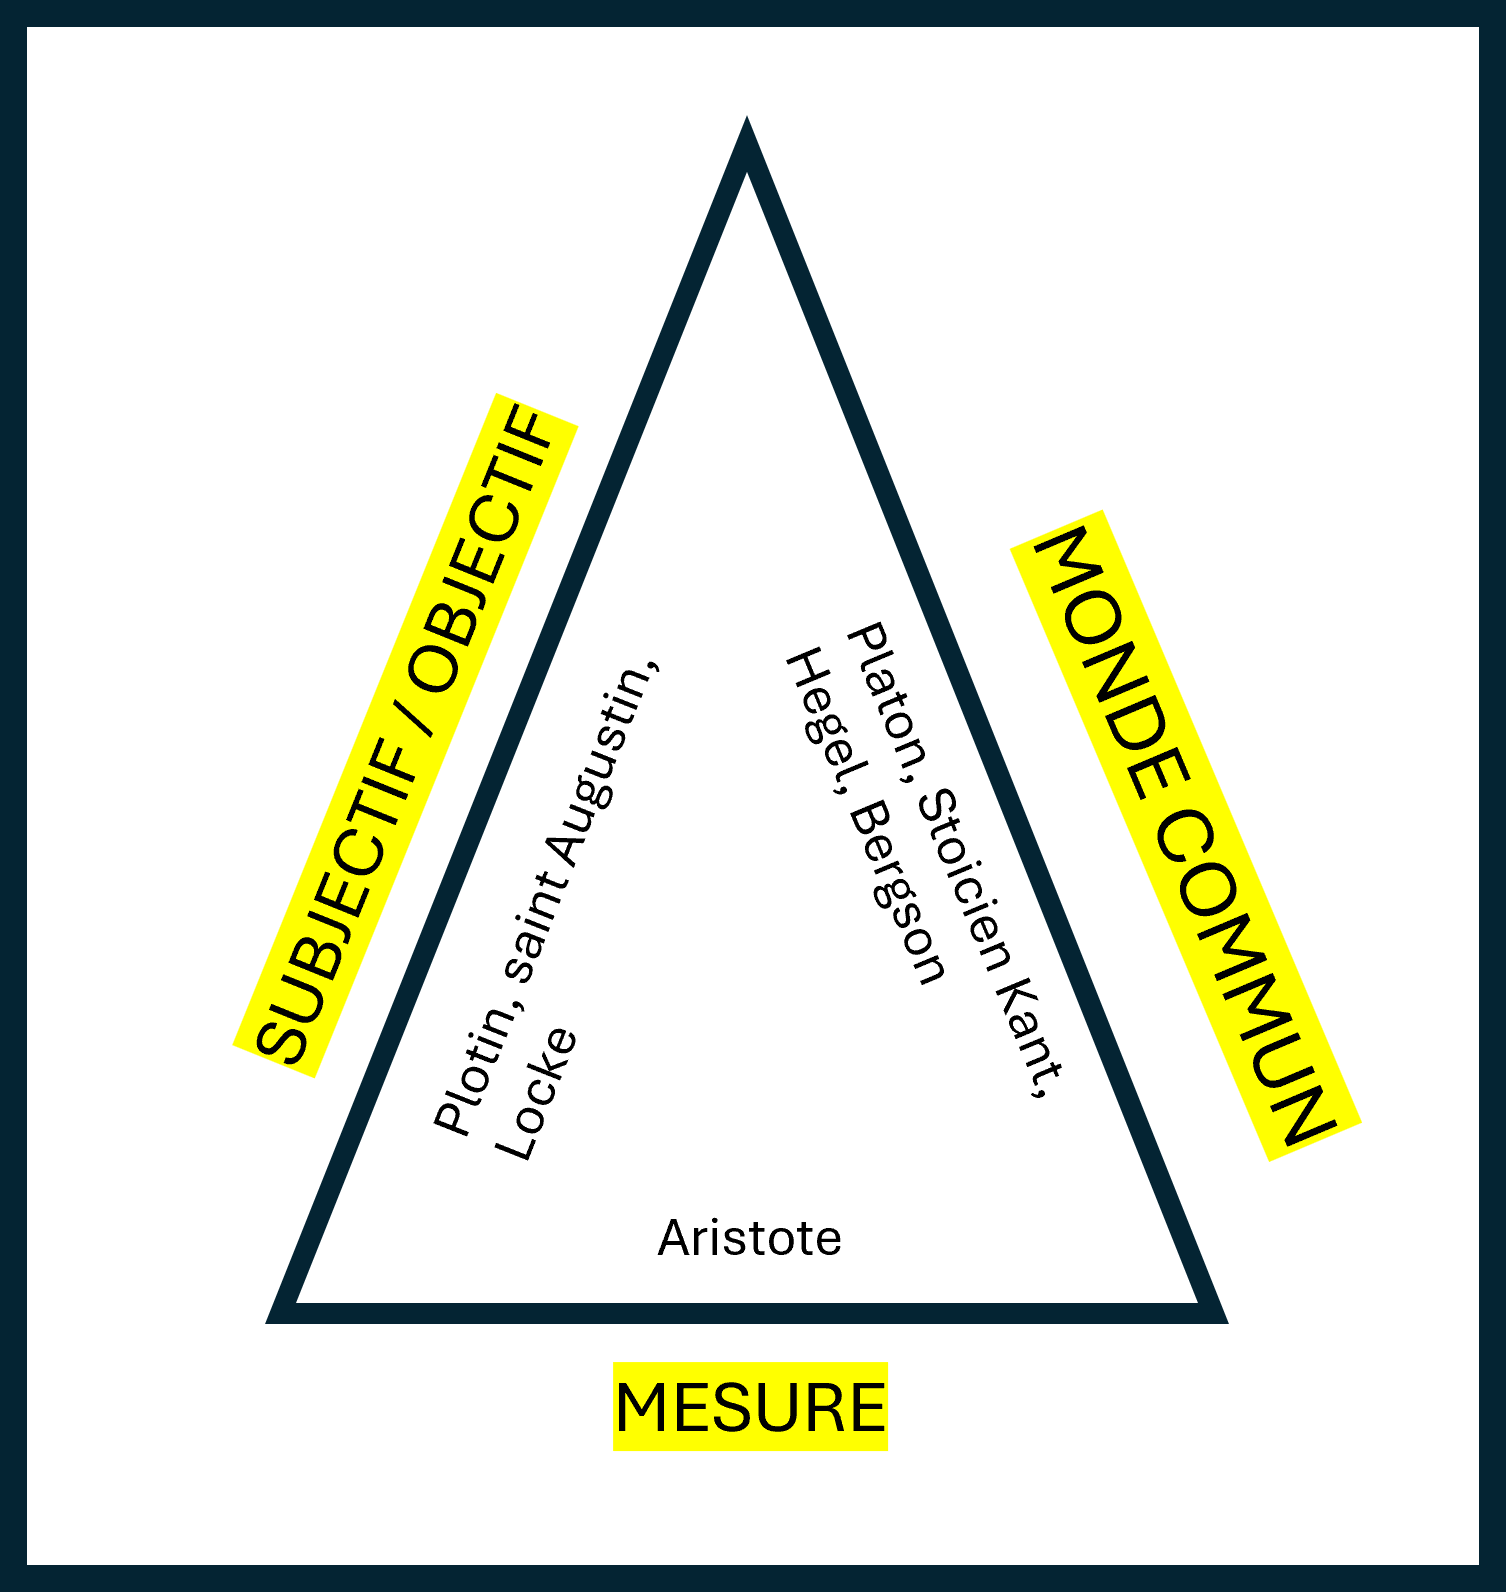 SUBJECTIF / OBJECTIF
MONDE COMMUN
Plotin, saint Augustin,
Locke
Platon, Stoicien Kant,
Hegel, Bergson
Aristote
MESURE